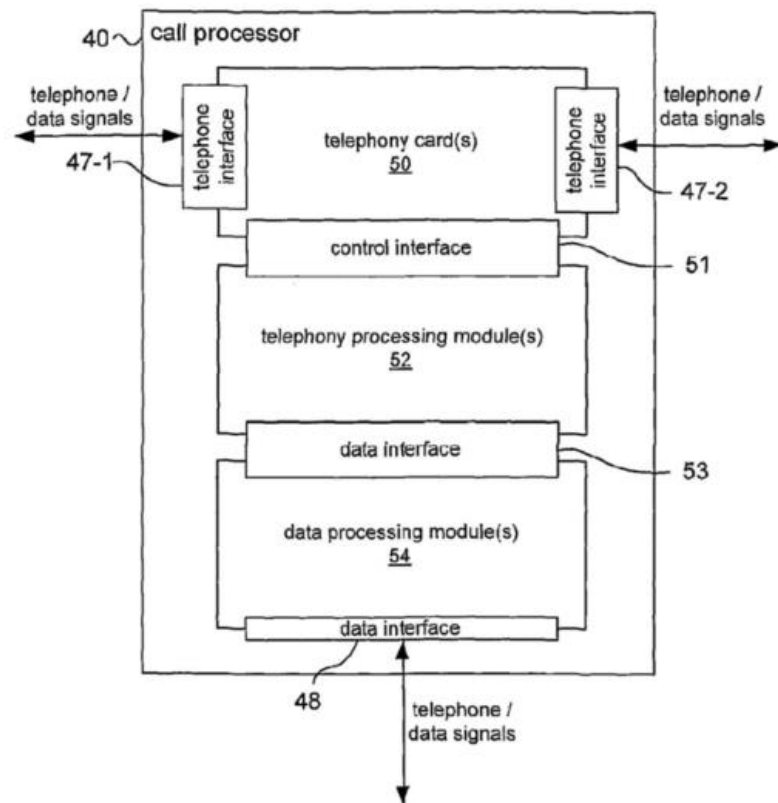 40
call processor
telephone /
data signals
telephone
interface
47-1
telephony card(s)
50
telephone
interface
telephone /
data signals
47-2
control interface
51
telephony processing module(s)
52
data interface
53
data processing module(s)
54
data interface
48
telephone /
data signals